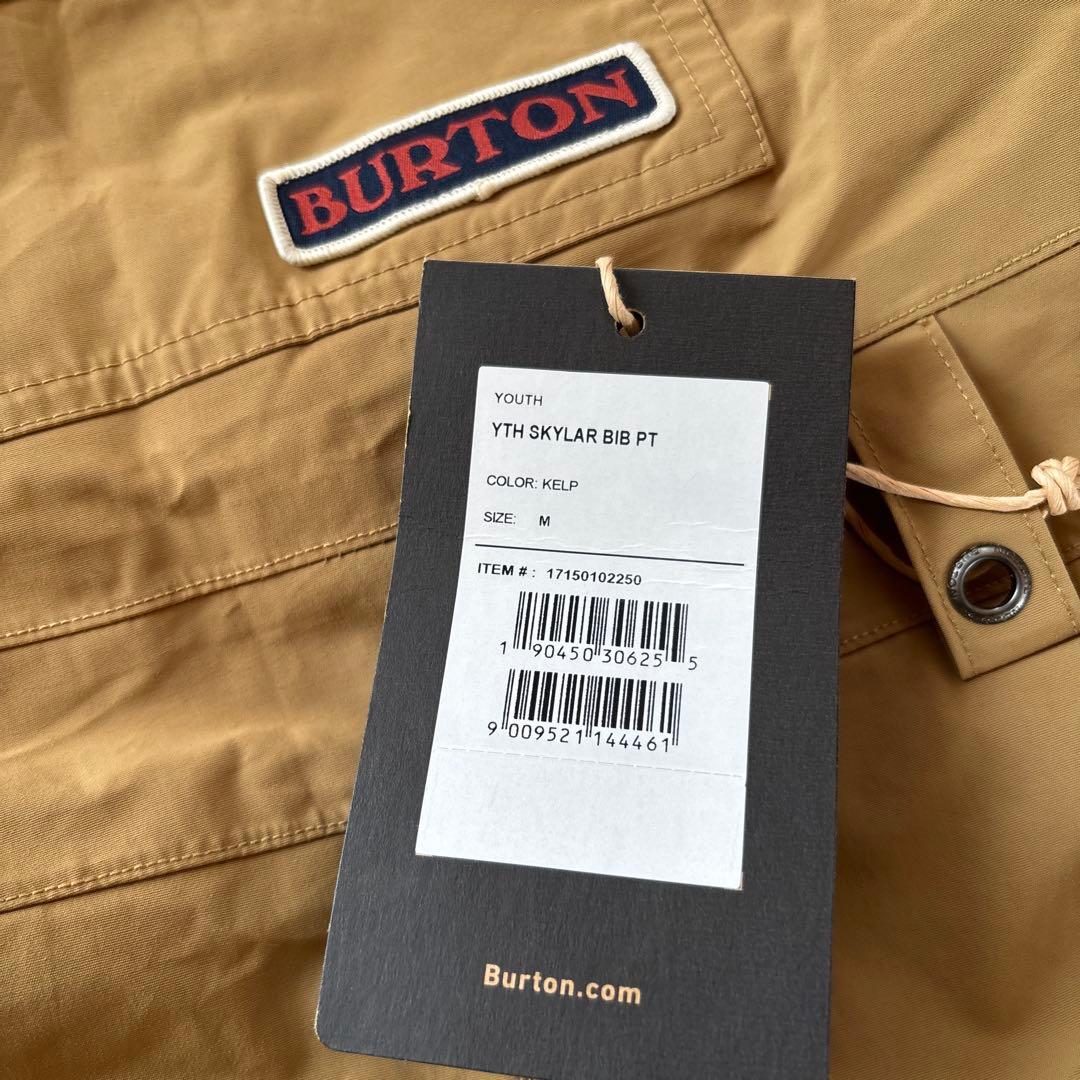 BURTON
YOUTH
YTH SKYLAR BIB PT
COLOR: KELP
SIZE: M
ITEM # : 17150102250
1 90450 30625 5
9 009521 144461
Burton.com